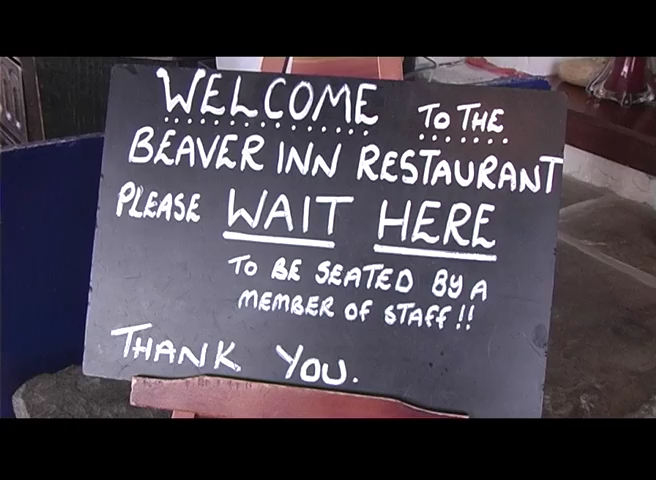 WELCOME TO THE
BEAVER INN RESTAURANT
PLEASE WAIT HERE
TO BE SEATED BY A
MEMBER OF STAFF!!
THANK YOU.